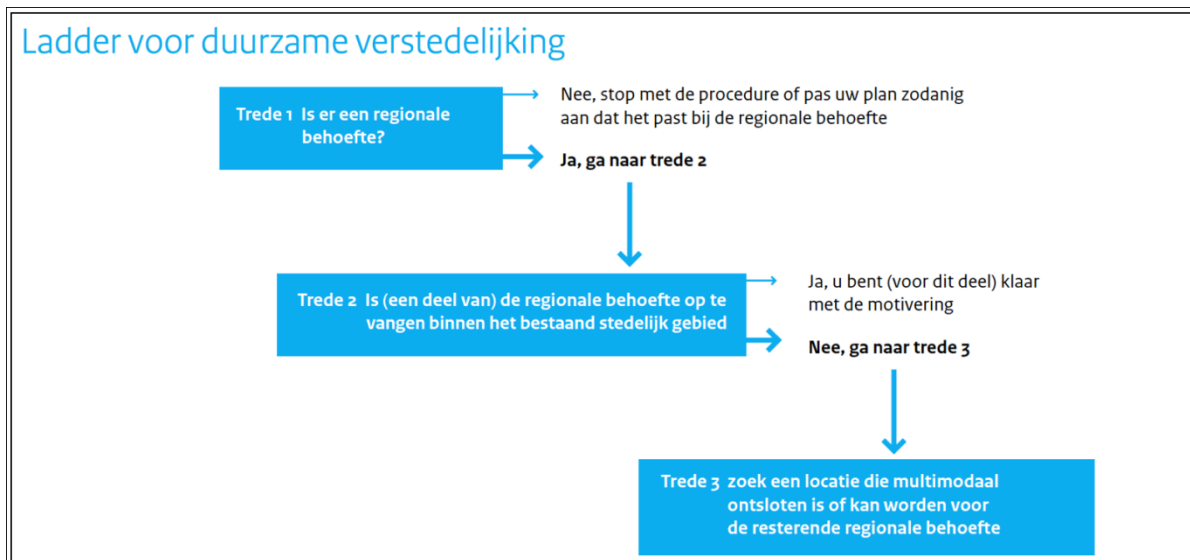 Ladder voor duurzame verstedelijking
Trede 1 Is er een regionale
behoefte?
Nee, stop met de procedure of pas uw plan zodanig
aan dat het past bij de regionale behoefte
Ja, ga naar trede 2
Trede 2 Is (een deel van) de regionale behoefte op te
vangen binnen het bestaand stedelijk gebied
Ja, u bent (voor dit deel) klaar
met de motivering
Nee, ga naar trede 3
Trede 3 zoek een locatie die multimodaal
ontsloten is of kan worden voor
de resterende regionale behoefte